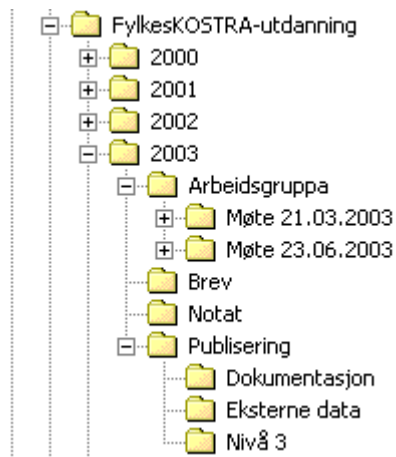 FylkesKOSTRA-utdanning
2000
2001
2002
2003
Arbeidsgruppa
Møte 21.03.2003
Møte 23.06.2003
Brev
Notat
Publisering
Dokumentasjon
Eksterne data
Nivå 3